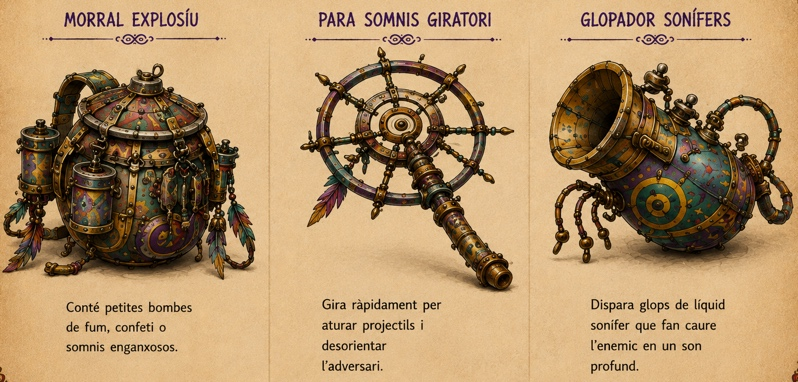 MORRAL EXPLOSÍU
Conté petites bombes
de fum, confeti o
somnis enganxosos.
PARA SOMNIS GIRATORI
Gira ràpidament per
aturar projectils i
desorientar
l'adversari.
GLOPADOR SONÍFERS
Dispara glops de líquid
sonifer que fan caure
l'enemic en un son
profund.